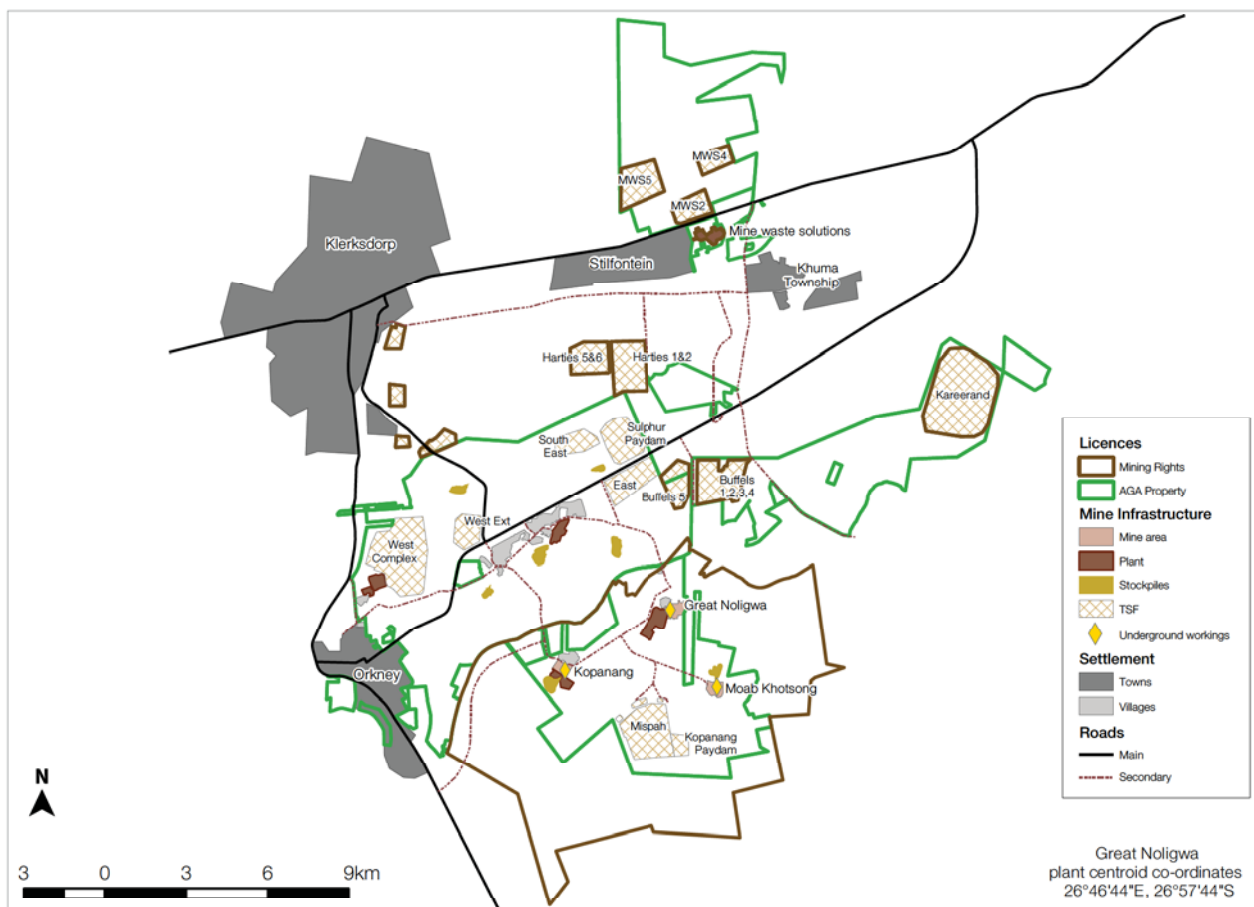 MWS4
MWS5
MWS2
Mine waste solutions
Klerksdorp
Stilfontein
Khuma
Township
Harties 5&6
Harties 1&2
Kareerand
Sulphur
Paydam
South
East
East
Buffels 5
Buffels
1,2,3,4
West Ext
West
Complex
Great Noligwa
Kopanang
Moab Khotsong
Orkney
Mispah
Kopanang
Paydam
Licences
Mining Rights
AGA Property
Mine Infrastructure
Mine area
Plant
Stockpiles
TSF
Underground workings
Settlement
Towns
Villages
Roads
Main
Secondary
N
3 0 3 6 9km
Great Noligwa
plant centroid co-ordinates
26°46'44"E, 26°57'44"S